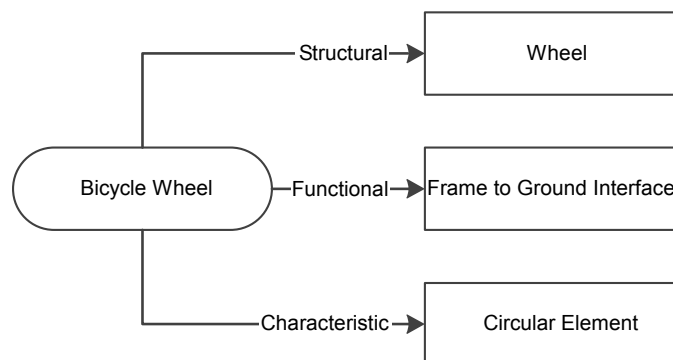 Structural
Wheel
Bicycle Wheel
Functional
Frame to Ground Interface
Characteristic
Circular Element